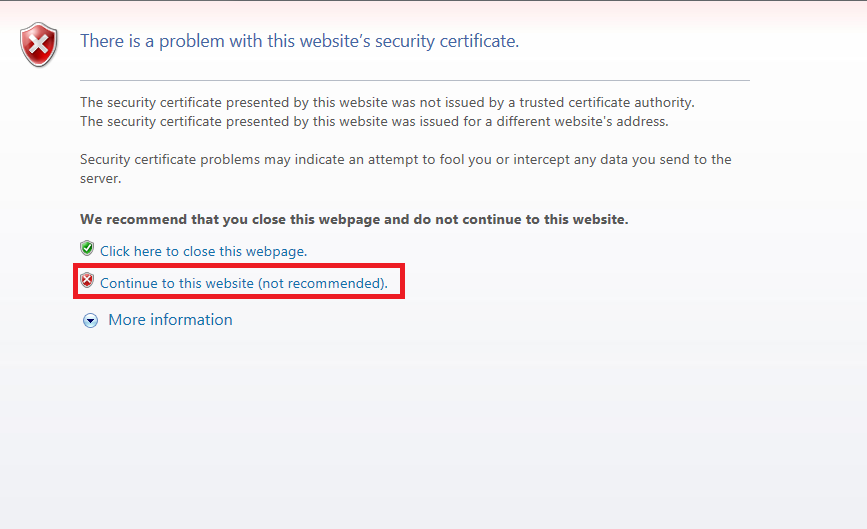 There is a problem with this website's security certificate.
The security certificate presented by this website was not issued by a trusted certificate authority.
The security certificate presented by this website was issued for a different website's address.
Security certificate problems may indicate an attempt to fool you or intercept any data you send to the
server.
We recommend that you close this webpage and do not continue to this website.
Click here to close this webpage.
Continue to this website (not recommended).
More information